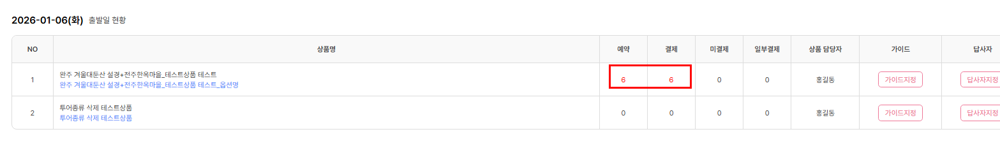 2026-01-06(화) 출발일 현황
NO 상품명 예약 결제 미결제 일부결제 상품 담당자 가이드 답사자
1 완주 겨울대둔산 설경+전주한옥마을_테스트상품 테스트 6 6 0 0 홍길동 가이드지정 답사자지정
완주 겨울대둔산 설경+전주한옥마을_테스트상품 테스트_옵션명
2 투어종류 삭제 테스트상품 0 0 0 0 홍길동 가이드지정 답사자지정
투어종류 삭제 테스트상품